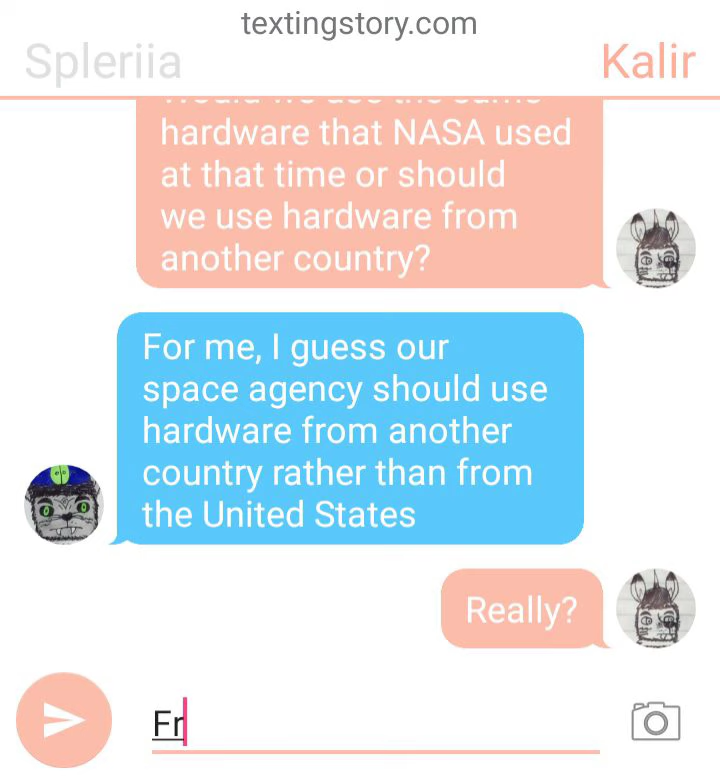 textingstory.com
Spleriia
Kalir
hardware that NASA used
at that time or should
we use hardware from
another country?
For me, I guess our
space agency should use
hardware from another
country rather than from
the United States
Really?
Fr